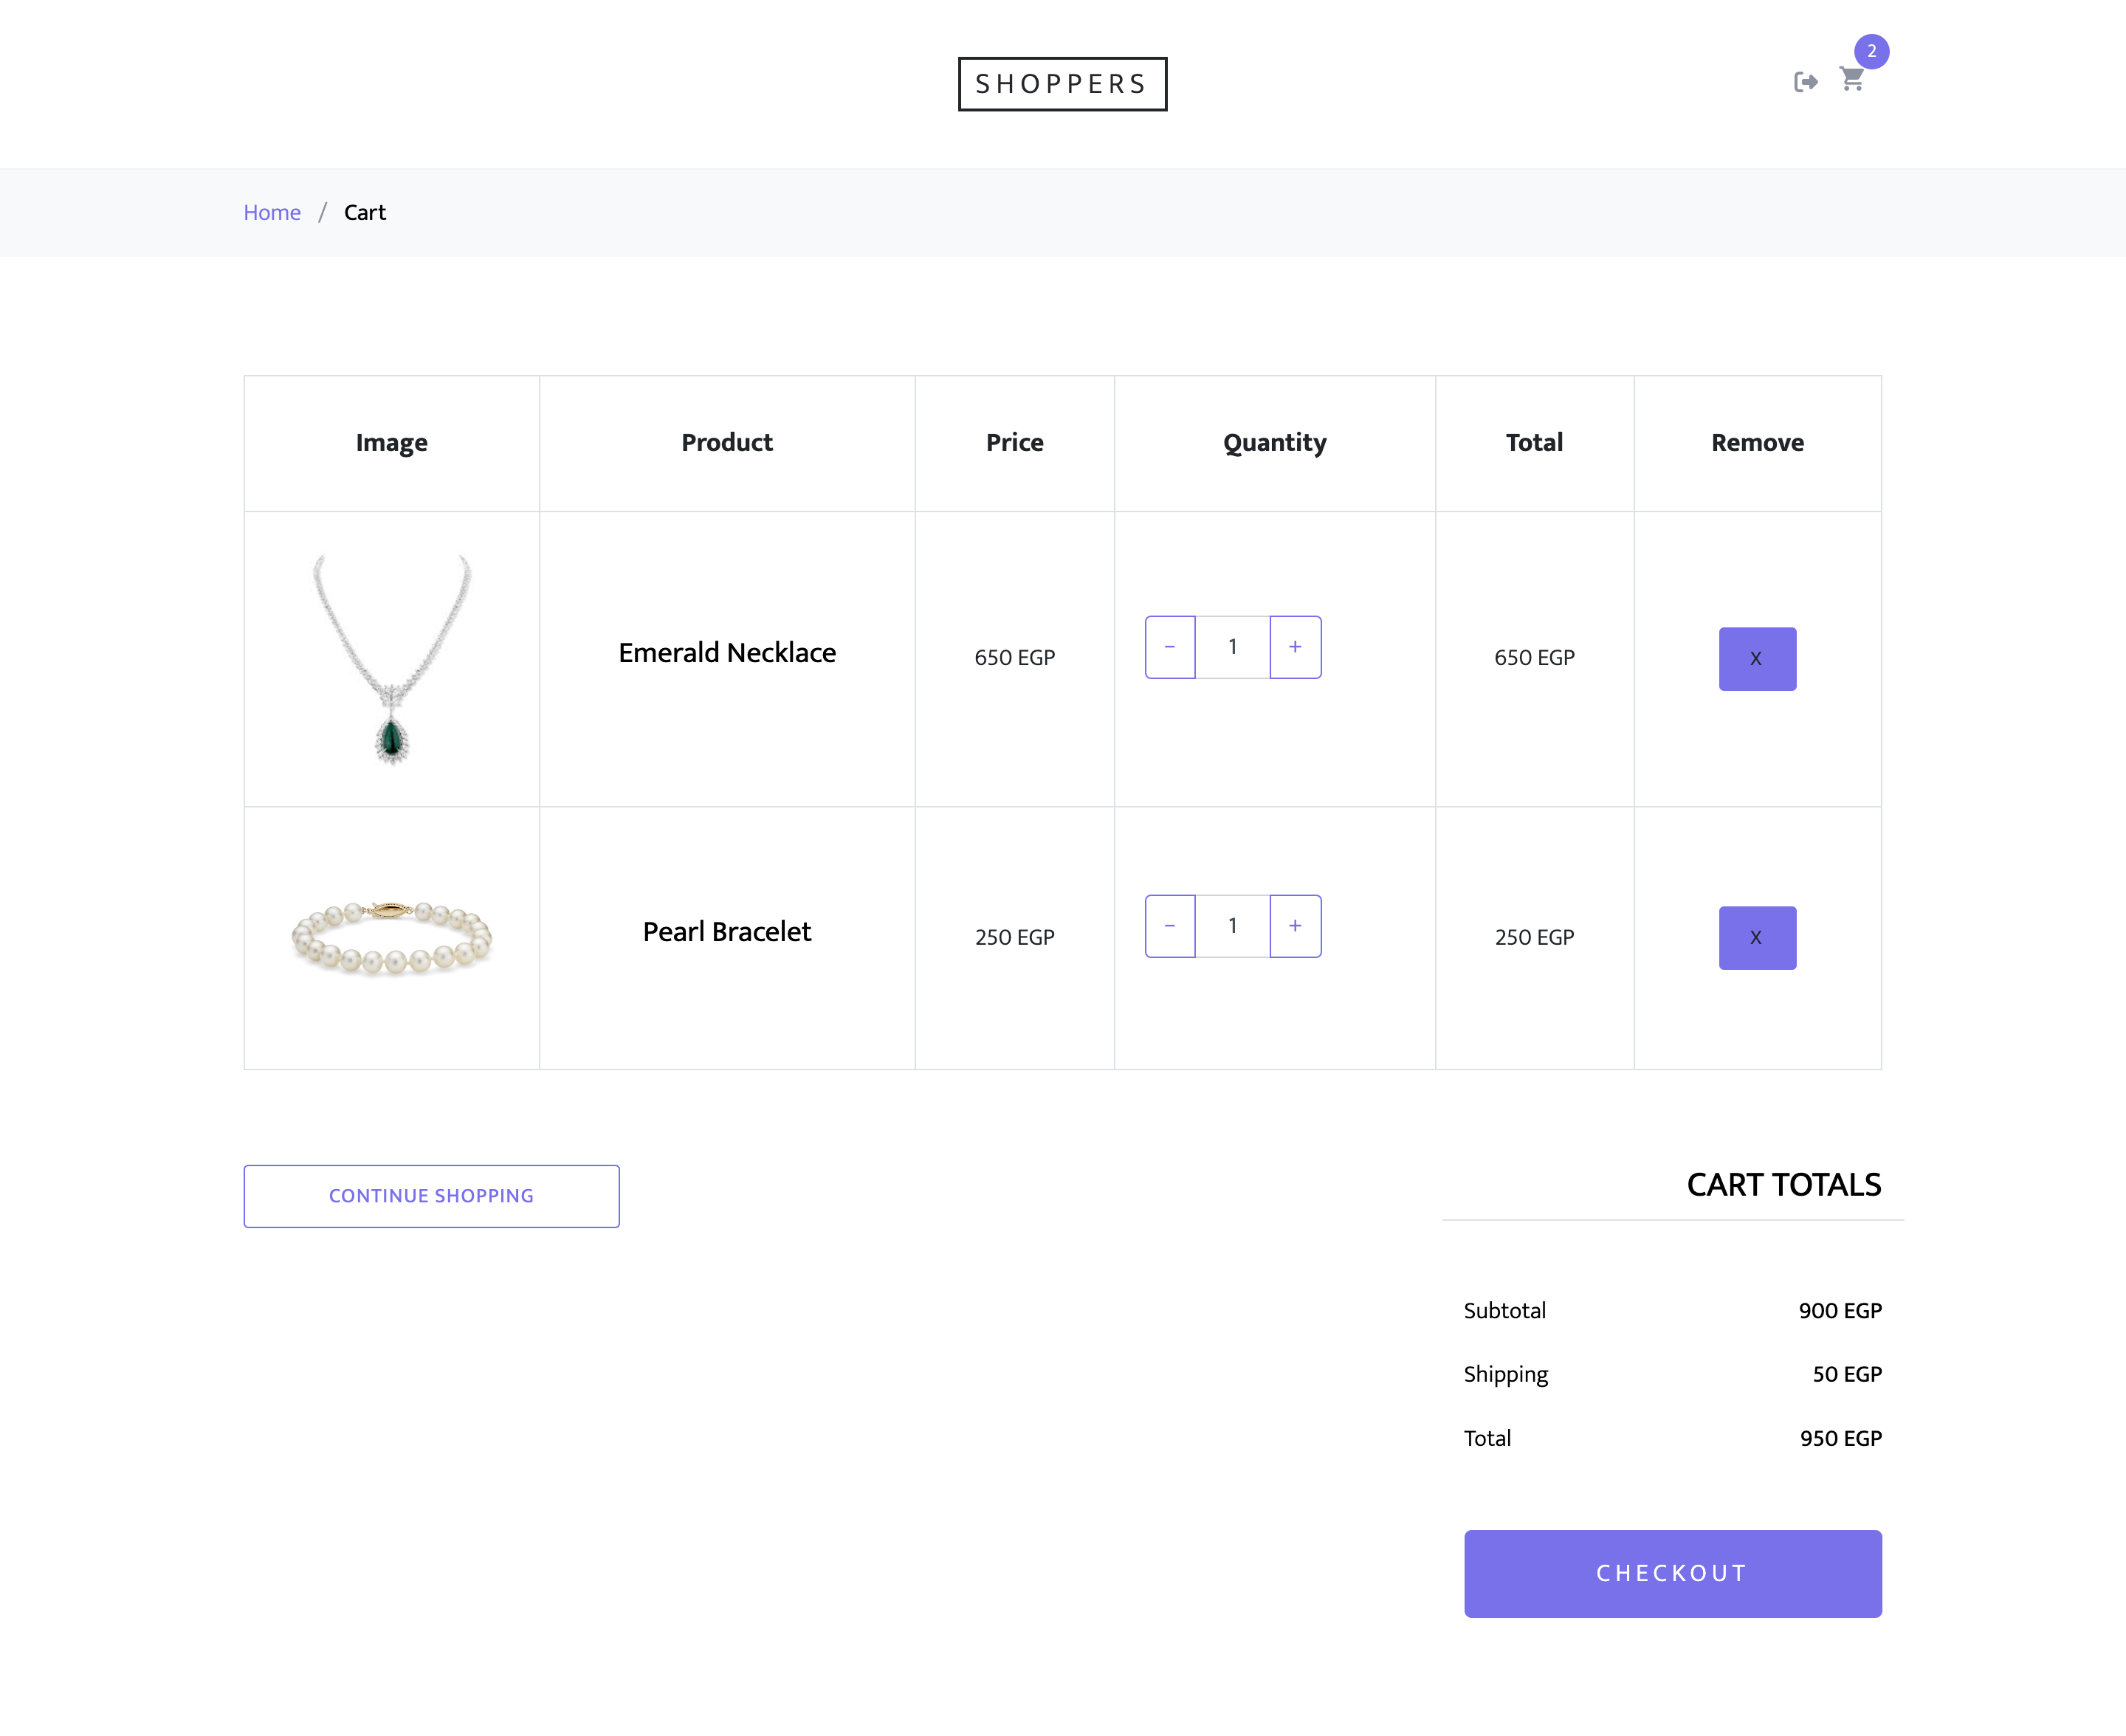 2
SHOPPERS
Home / Cart
Image Product Price Quantity Total Remove
Emerald Necklace 650 EGP − 1 + 650 EGP X
Pearl Bracelet 250 EGP − 1 + 250 EGP X
CONTINUE SHOPPING
CART TOTALS
Subtotal 900 EGP
Shipping 50 EGP
Total 950 EGP
CHECKOUT